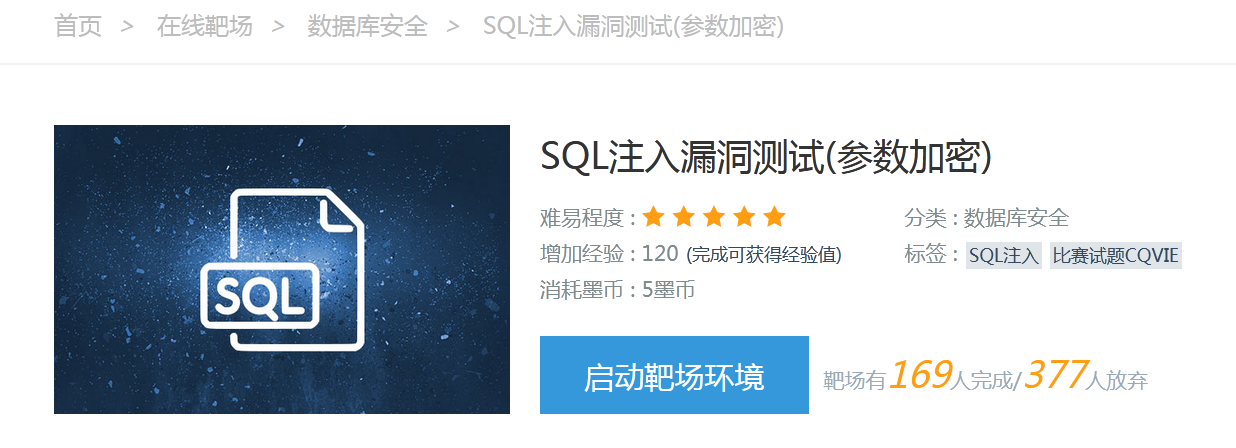 首页 > 在线靶场 > 数据库安全 > SQL注入漏洞测试(参数加密)
SQL
SQL注入漏洞测试(参数加密)
难易程度 : ★ ★ ★ ★ ★ 分类 : 数据库安全
增加经验 : 120 (完成可获得经验值) 标签 : SQL注入 比赛试题CQVIE
消耗墨币 : 5墨币
启动靶场环境 靶场有169人完成/377人放弃